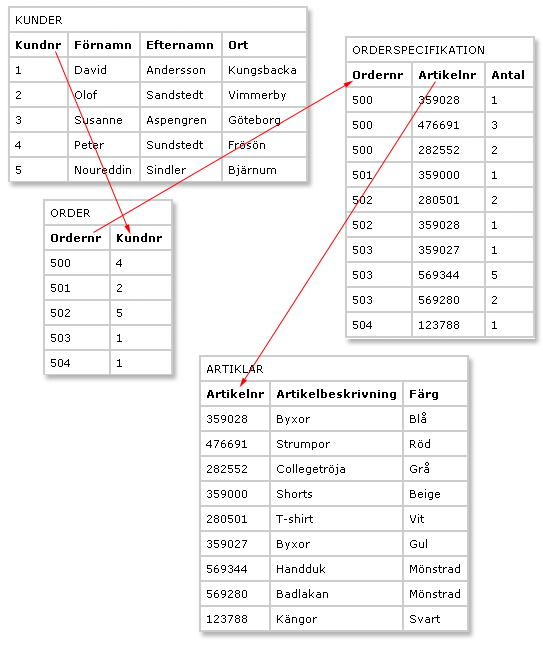 KUNDER
Kundnr Förnamn Efternamn Ort
1 David Andersson Kungsbacka
2 Olof Sandstedt Vimmerby
3 Susanne Aspengren Göteborg
4 Peter Sundstedt Frösön
5 Noureddin Sindler Bjärnum
ORDERSPECIFIKATION
Ordernr Artikelnr Antal
500 359028 1
500 476691 3
500 282552 2
501 359000 1
502 280501 2
502 359028 1
503 359027 1
503 569344 5
503 569280 2
504 123788 1
ORDER
Ordernr Kundnr
500 4
501 2
502 5
503 1
504 1
ARTIKLAR
Artikelnr Artikelbeskrivning Färg
359028 Byxor Blå
476691 Strumpor Röd
282552 Collegetröja Grå
359000 Shorts Beige
280501 T-shirt Vit
359027 Byxor Gul
569344 Handduk Mönstrad
569280 Badlakan Mönstrad
123788 Kängor Svart